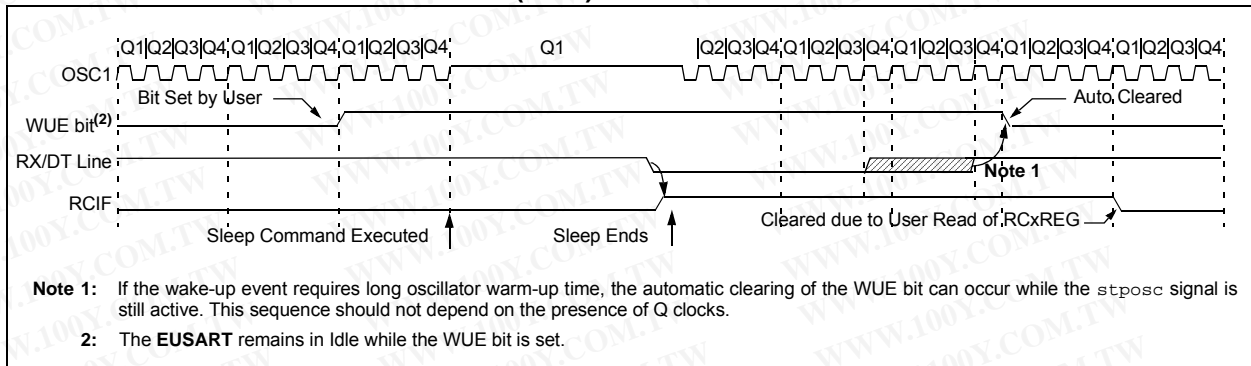 Q1|Q2|Q3|Q4 Q1|Q2|Q3|Q4 Q1|Q2|Q3|Q4 Q1 Q2|Q3|Q4 Q1|Q2|Q3|Q4 Q1|Q2|Q3|Q4 Q1|Q2|Q3|Q4 Q1|Q2|Q3|Q4
OSC1
Bit Set by User
Auto Cleared
WUE bit(2)
RX/DT Line
Note 1
RCIF
Cleared due to User Read of RCxREG
Sleep Command Executed
Sleep Ends
Note 1: If the wake-up event requires long oscillator warm-up time, the automatic clearing of the WUE bit can occur while the stposc signal is
still active. This sequence should not depend on the presence of Q clocks.
2: The EUSART remains in Idle while the WUE bit is set.
WWW.100Y.COM.TW